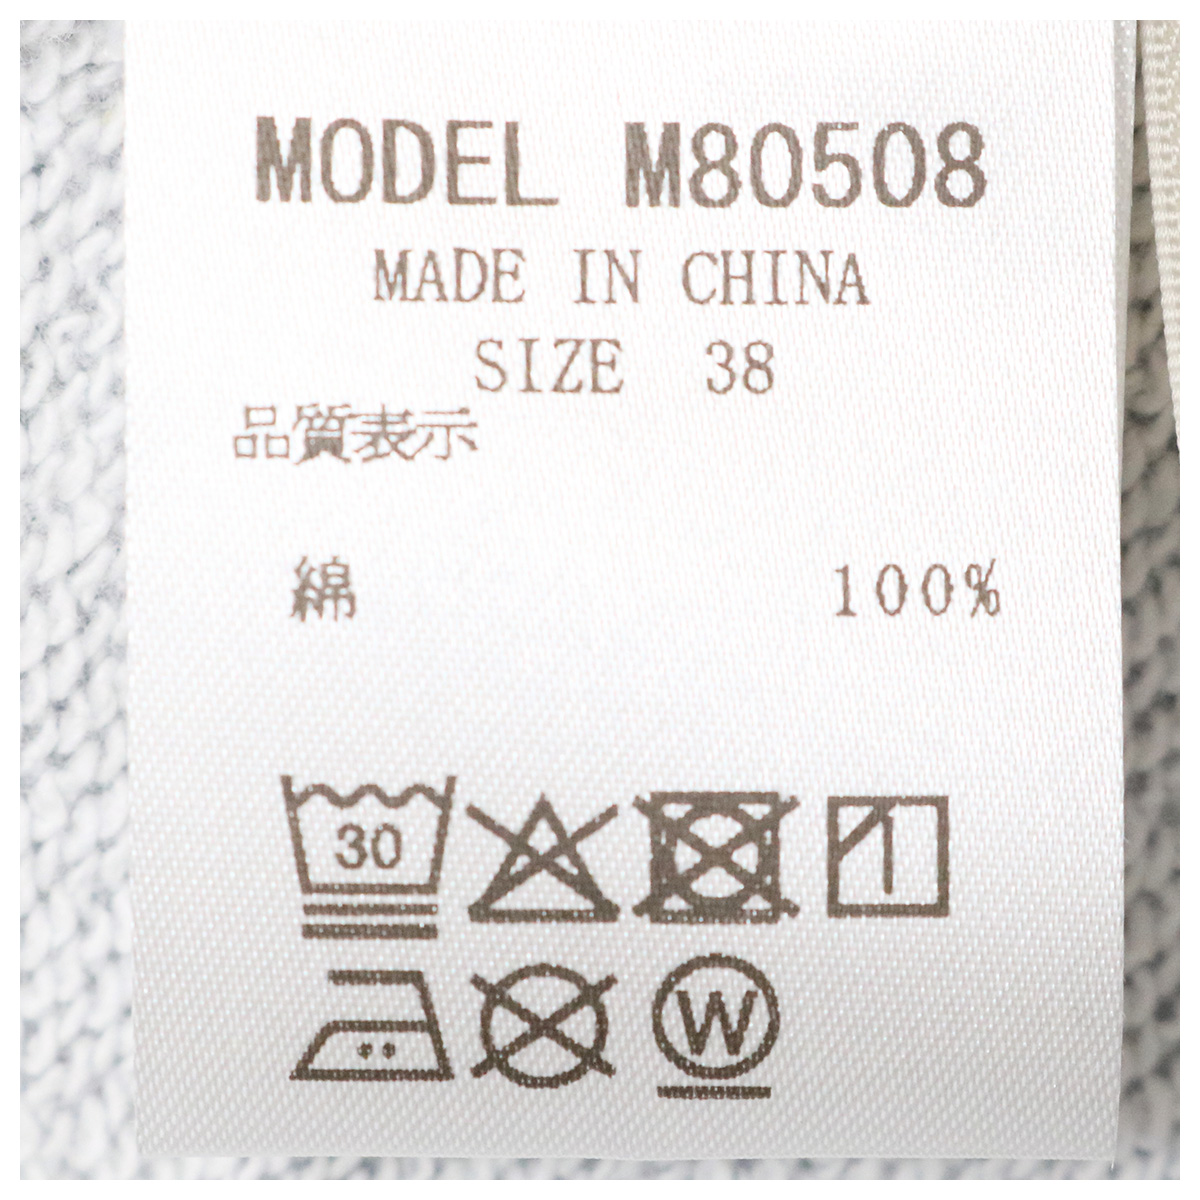 MODEL M80508
MADE IN CHINA
SIZE 38
品質表示
綿 100%
30
W